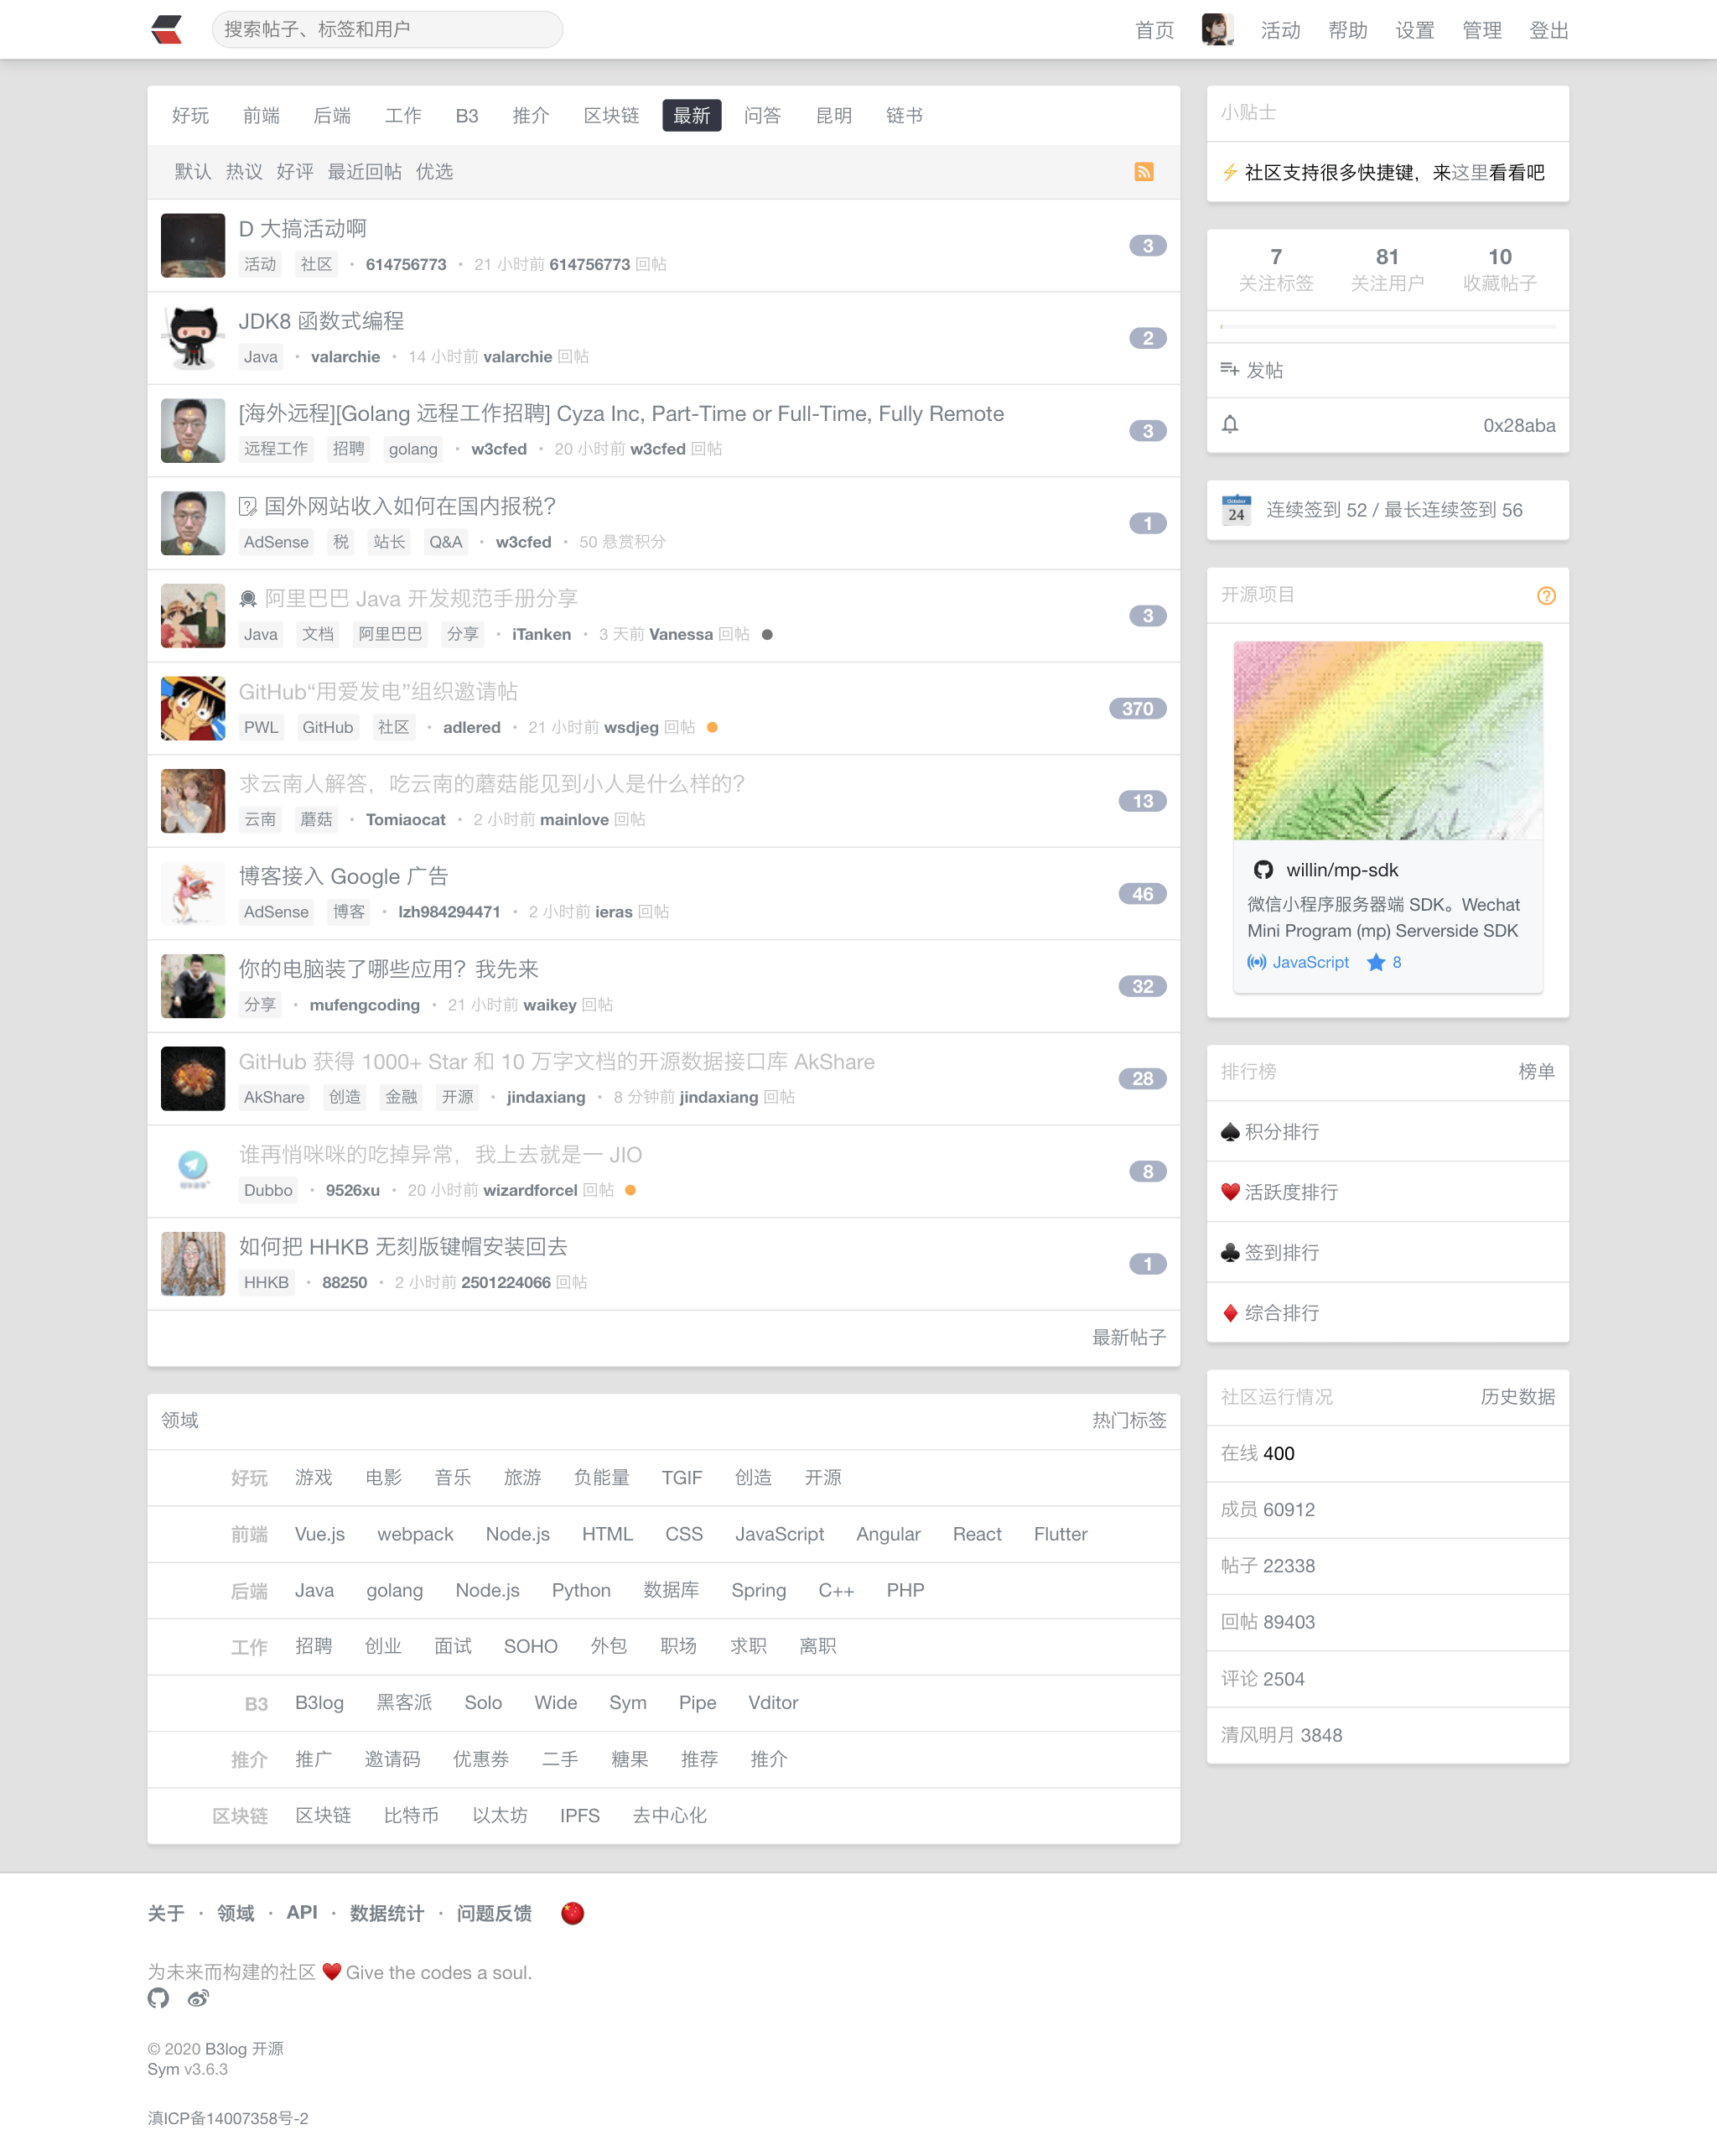 搜索帖子、标签和用户
首页 活动 帮助 设置 管理 登出
好玩 前端 后端 工作 B3 推介 区块链 最新 问答 昆明 链书
默认 热议 好评 最近回帖 优选
D 大搞活动啊
活动 社区 · 614756773 · 21 小时前 614756773 回帖
3
JDK8 函数式编程
Java · valarchie · 14 小时前 valarchie 回帖
2
[海外远程][Golang 远程工作招聘] Cyza Inc, Part-Time or Full-Time, Fully Remote
远程工作 招聘 golang · w3cfed · 20 小时前 w3cfed 回帖
3
国外网站收入如何在国内报税？
AdSense 税 站长 Q&A · w3cfed · 50 悬赏积分
1
阿里巴巴 Java 开发规范手册分享
Java 文档 阿里巴巴 分享 · iTanken · 3 天前 Vanessa 回帖
3
GitHub“用爱发电”组织邀请帖
PWL GitHub 社区 · adlered · 21 小时前 wsdjeg 回帖
370
求云南人解答，吃云南的蘑菇能见到小人是什么样的？
云南 蘑菇 · Tomiaocat · 2 小时前 mainlove 回帖
13
博客接入 Google 广告
AdSense 博客 · lzh984294471 · 2 小时前 ieras 回帖
46
你的电脑装了哪些应用？我先来
分享 · mufengcoding · 21 小时前 waikey 回帖
32
GitHub 获得 1000+ Star 和 10 万字文档的开源数据接口库 AkShare
AkShare 创造 金融 开源 · jindaxiang · 8 分钟前 jindaxiang 回帖
28
谁再悄咪咪的吃掉异常，我上去就是一 JIO
Dubbo · 9526xu · 20 小时前 wizardforcel 回帖
8
如何把 HHKB 无刻版键帽安装回去
HHKB · 88250 · 2 小时前 2501224066 回帖
1
最新帖子
领域 热门标签
好玩 游戏 电影 音乐 旅游 负能量 TGIF 创造 开源
前端 Vue.js webpack Node.js HTML CSS JavaScript Angular React Flutter
后端 Java golang Node.js Python 数据库 Spring C++ PHP
工作 招聘 创业 面试 SOHO 外包 职场 求职 离职
B3 B3log 黑客派 Solo Wide Sym Pipe Vditor
推介 推广 邀请码 优惠券 二手 糖果 推荐 推介
区块链 区块链 比特币 以太坊 IPFS 去中心化
小贴士
社区支持很多快捷键，来这里看看吧
7 81 10
关注标签 关注用户 收藏帖子
发帖
0x28aba
October
24
连续签到 52 / 最长连续签到 56
开源项目
willin/mp-sdk
微信小程序服务器端 SDK。Wechat
Mini Program (mp) Serverside SDK
JavaScript 8
排行榜 榜单
积分排行
活跃度排行
签到排行
综合排行
社区运行情况 历史数据
在线 400
成员 60912
帖子 22338
回帖 89403
评论 2504
清风明月 3848
关于 · 领域 · API · 数据统计 · 问题反馈
为未来而构建的社区 Give the codes a soul.
© 2020 B3log 开源
Sym v3.6.3
滇ICP备14007358号-2